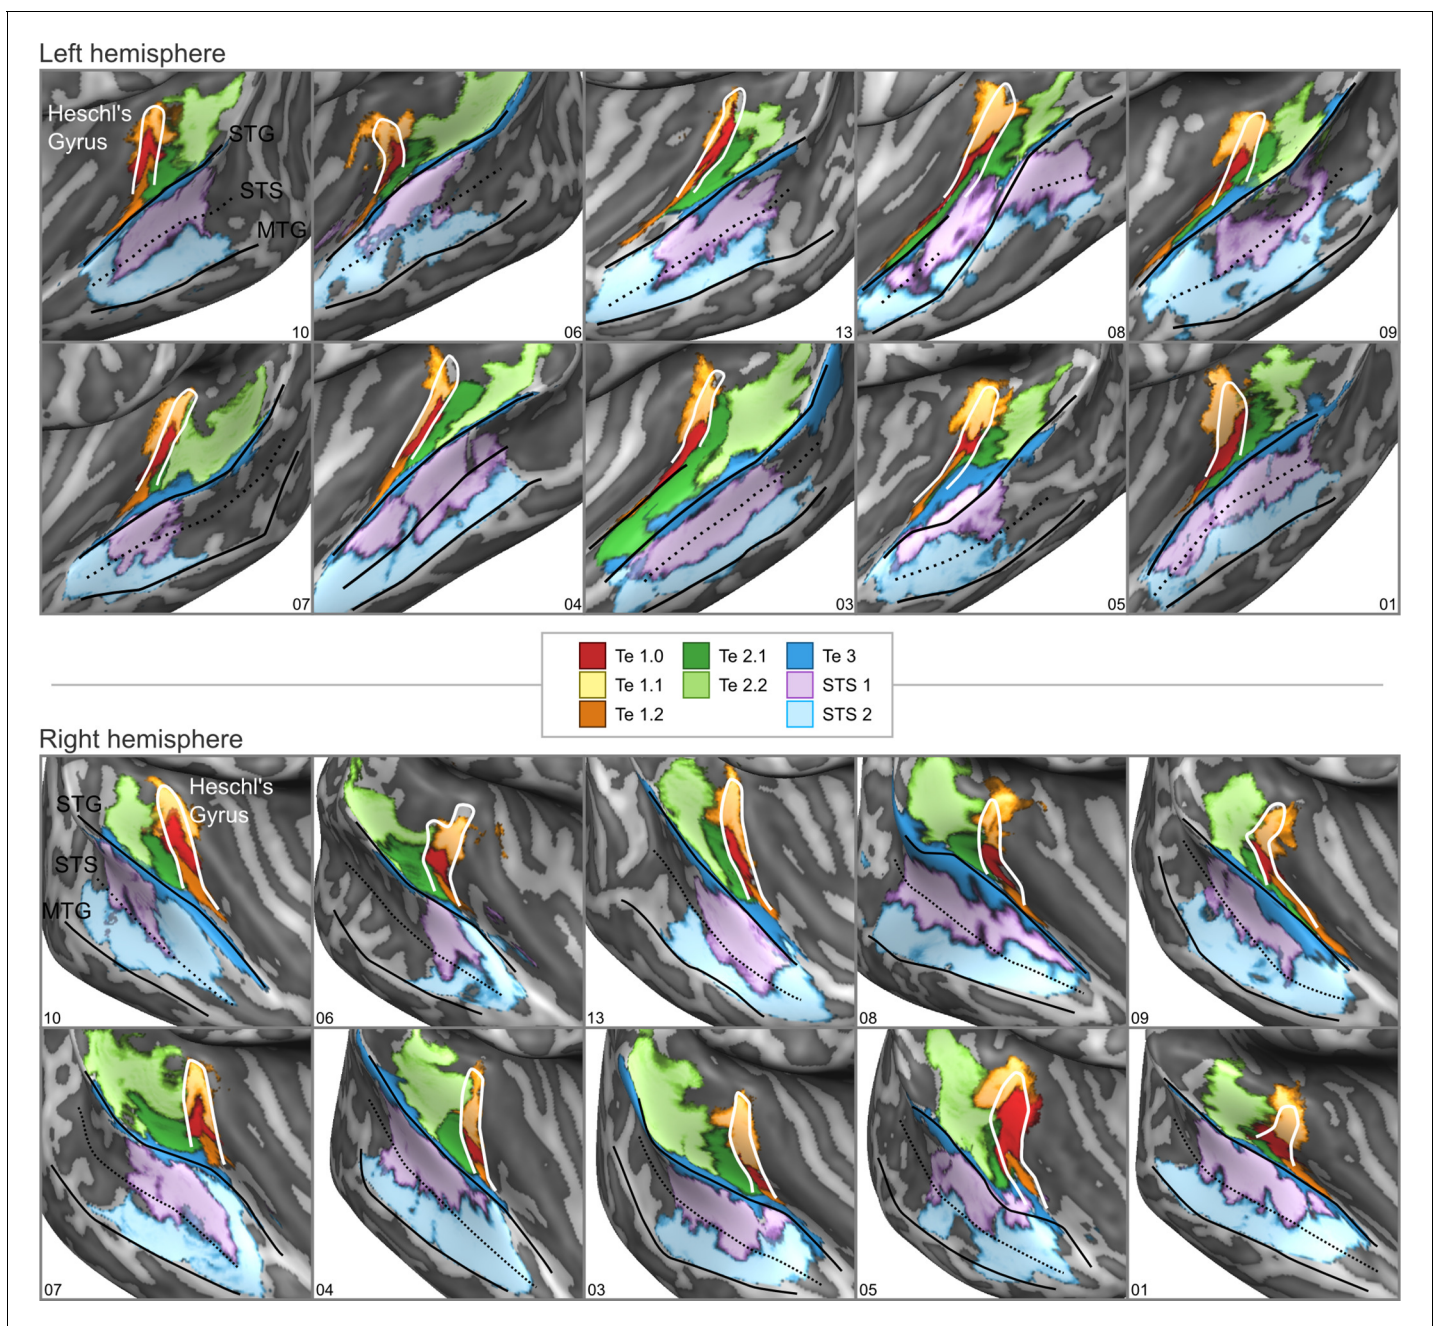 Left hemisphere
Heschl's
Gyrus
STG
STS
MTG
10
06
13
08
09
07
04
03
05
01
Te 1.0
Te 2.1
Te 3
Te 1.1
Te 2.2
STS 1
Te 1.2
STS 2
Right hemisphere
Heschl's
Gyrus
STG
STS
MTG
10
06
13
08
09
07
04
03
05
01